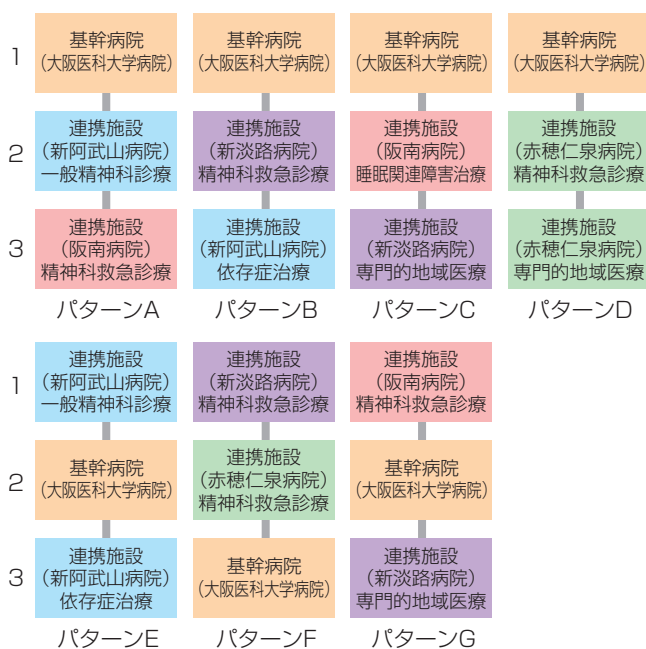 1
基幹病院
(大阪医科大学病院)
基幹病院
(大阪医科大学病院)
基幹病院
(大阪医科大学病院)
基幹病院
(大阪医科大学病院)
2
連携施設
(新阿武山病院)
一般精神科診療
連携施設
(新淡路病院)
精神科救急診療
連携施設
(阪南病院)
睡眠関連障害治療
連携施設
(赤穂仁泉病院)
精神科救急診療
3
連携施設
(阪南病院)
精神科救急診療
連携施設
(新阿武山病院)
依存症治療
連携施設
(新淡路病院)
専門的地域医療
連携施設
(赤穂仁泉病院)
専門的地域医療
パターンA
パターンB
パターンC
パターンD
1
連携施設
(新阿武山病院)
一般精神科診療
連携施設
(新淡路病院)
精神科救急診療
連携施設
(阪南病院)
精神科救急診療
2
基幹病院
(大阪医科大学病院)
連携施設
(赤穂仁泉病院)
精神科救急診療
基幹病院
(大阪医科大学病院)
3
連携施設
(新阿武山病院)
依存症治療
基幹病院
(大阪医科大学病院)
連携施設
(新淡路病院)
専門的地域医療
パターンE
パターンF
パターンG